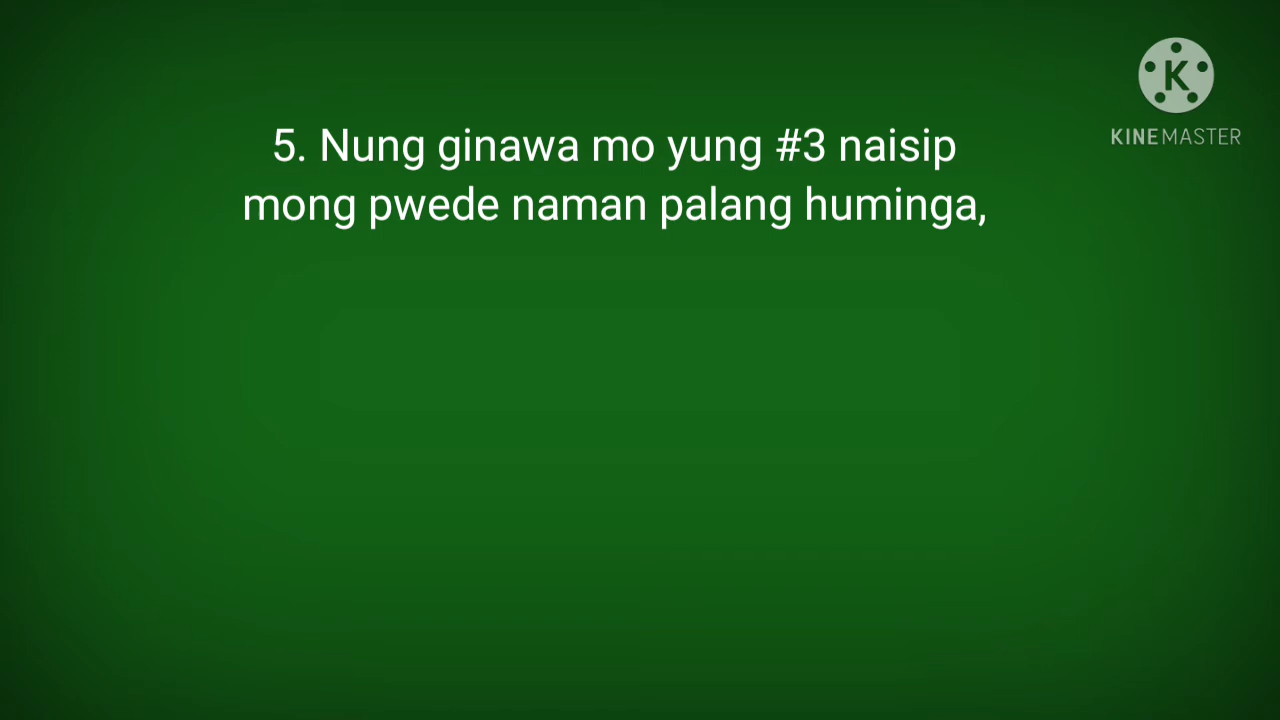 KINEMASTER
5. Nung ginawa mo yung #3 naisip
mong pwede naman palang huminga,